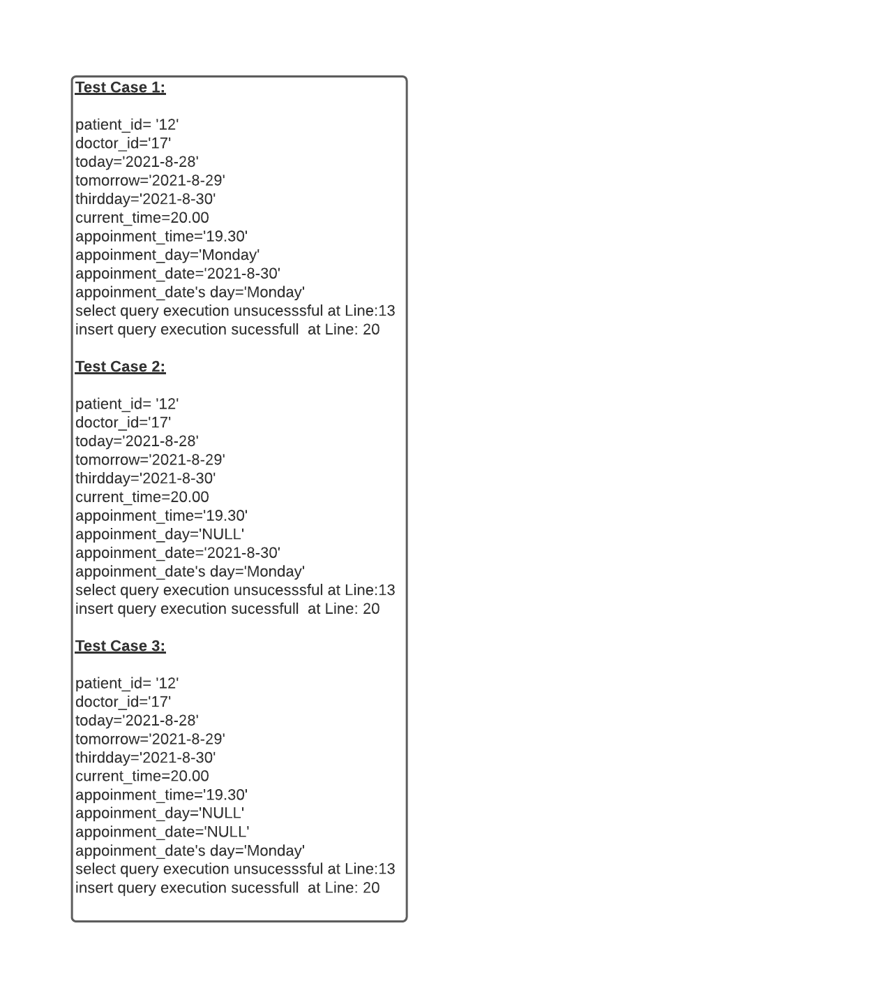 Test Case 1:
patient_id= '12'
doctor_id='17'
today='2021-8-28'
tomorrow='2021-8-29'
thirdday='2021-8-30'
current_time=20.00
appoinment_time='19.30'
appoinment_day='Monday'
appoinment_date='2021-8-30'
appoinment_date's day='Monday'
select query execution unsucesssful at Line:13
insert query execution sucessfull  at Line: 20
Test Case 2:
patient_id= '12'
doctor_id='17'
today='2021-8-28'
tomorrow='2021-8-29'
thirdday='2021-8-30'
current_time=20.00
appoinment_time='19.30'
appoinment_day='NULL'
appoinment_date='2021-8-30'
appoinment_date's day='Monday'
select query execution unsucesssful at Line:13
insert query execution sucessfull  at Line: 20
Test Case 3:
patient_id= '12'
doctor_id='17'
today='2021-8-28'
tomorrow='2021-8-29'
thirdday='2021-8-30'
current_time=20.00
appoinment_time='19.30'
appoinment_day='NULL'
appoinment_date='NULL'
appoinment_date's day='Monday'
select query execution unsucesssful at Line:13
insert query execution sucessfull  at Line: 20